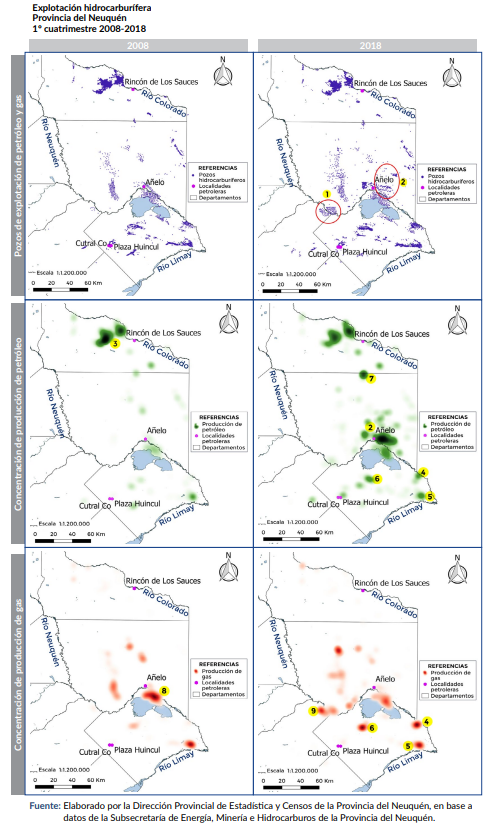 Explotación hidrocarburífera
Provincia del Neuquén
1° cuatrimestre 2008-2018
2008
2018
Pozos de explotación de petróleo y gas
Rincón de Los Sauces
Río Colorado
Río Neuquén
N
Añelo
Cutral Co
Plaza Huincul
Río Limay
REFERENCIAS
Pozos
hidrocarburíferos
Localidades
petroleras
Departamentos
Escala 1:1.200.000
0 20 40 60 Km
Rincón de Los Sauces
Río Colorado
Río Neuquén
N
Añelo
1
2
Cutral Co
Plaza Huincul
Río Limay
REFERENCIAS
Pozos
hidrocarburíferos
Localidades
petroleras
Departamentos
Escala 1:1.200.000
0 20 40 60 Km
Concentración de producción de petróleo
Rincón de Los Sauces
3
Río Colorado
Río Neuquén
N
Añelo
Cutral Co
Plaza Huincul
Río Limay
REFERENCIAS
Producción de
petróleo
Localidades
petroleras
Departamentos
Escala 1:1.200.000
0 20 40 60 Km
Rincón de Los Sauces
Río Colorado
Río Neuquén
N
7
2
Añelo
6
4
5
Cutral Co
Plaza Huincul
Río Limay
REFERENCIAS
Producción de
petróleo
Localidades
petroleras
Departamentos
Escala 1:1.200.000
0 20 40 60 Km
Concentración de producción de gas
Rincón de Los Sauces
Río Colorado
Río Neuquén
N
Añelo
8
Cutral Co
Plaza Huincul
Río Limay
REFERENCIAS
Producción de
gas
Localidades
petroleras
Departamentos
Escala 1:1.200.000
0 20 40 60 Km
Rincón de Los Sauces
Río Colorado
Río Neuquén
N
Añelo
9
6
4
5
Cutral Co
Plaza Huincul
Río Limay
REFERENCIAS
Producción de
gas
Localidades
petroleras
Departamentos
Escala 1:1.200.000
0 20 40 60 Km
Fuente: Elaborado por la Dirección Provincial de Estadística y Censos de la Provincia del Neuquén, en base a
datos de la Subsecretaría de Energía, Minería e Hidrocarburos de la Provincia del Neuquén.